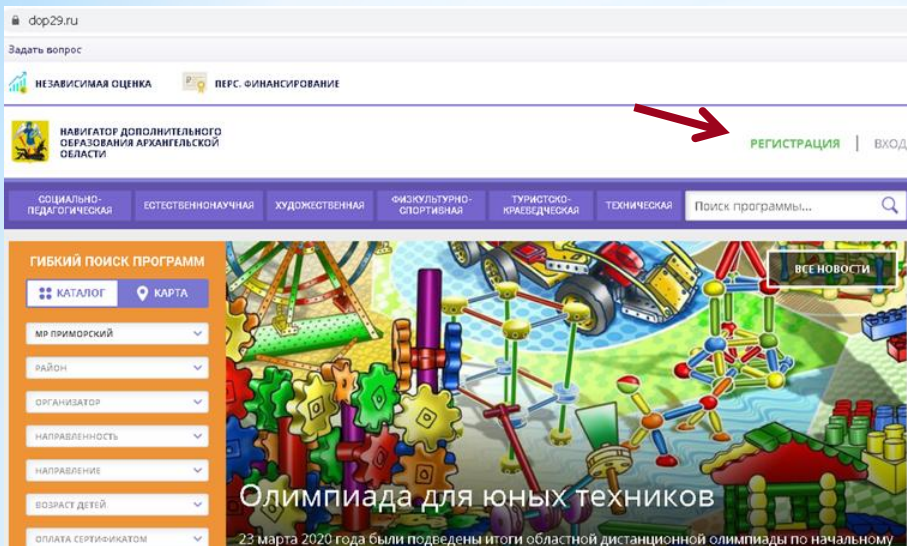 dop29.ru
Задать вопрос
НЕЗАВИСИМАЯ ОЦЕНКА
ПЕРС. ФИНАНСИРОВАНИЕ
НАВИГАТОР ДОПОЛНИТЕЛЬНОГО
ОБРАЗОВАНИЯ АРХАНГЕЛЬСКОЙ
ОБЛАСТИ
РЕГИСТРАЦИЯ | ВХОД
СОЦИАЛЬНО-
ПЕДАГОГИЧЕСКАЯ
ЕСТЕСТВЕННОНАУЧНАЯ
ХУДОЖЕСТВЕННАЯ
ФИЗКУЛЬТУРНО-
СПОРТИВНАЯ
ТУРИСТСКО-
КРАЕВЕДЧЕСКАЯ
ТЕХНИЧЕСКАЯ
Поиск программы...
ГИБКИЙ ПОИСК ПРОГРАММ
КАТАЛОГ
КАРТА
МР ПРИМОРСКИЙ
РАЙОН
ОРГАНИЗАТОР
НАПРАВЛЕННОСТЬ
НАПРАВЛЕНИЕ
ВОЗРАСТ ДЕТЕЙ
ОПЛАТА СЕРТИФИКАТОМ
ВСЕ НОВОСТИ
Олимпиада для юных техников
23 марта 2020 года были подведены итоги областной дистанционной олимпиады по начальному